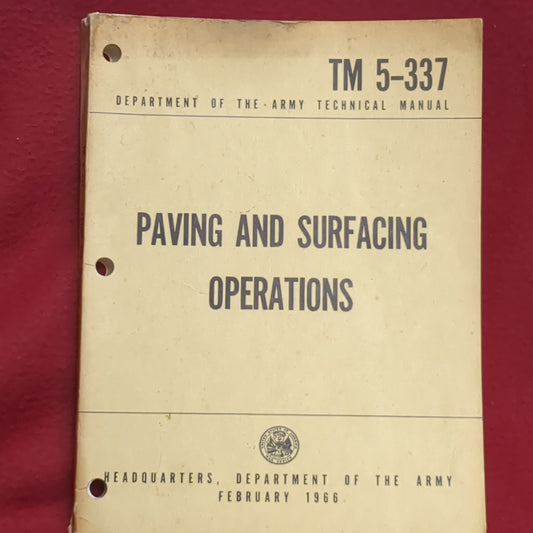 TM 5-337
DEPARTMENT OF THE ARMY TECHNICAL MANUAL
PAVING AND SURFACING
OPERATIONS
HEADQUARTERS, DEPARTMENT OF THE ARMY
FEBRUARY 1966